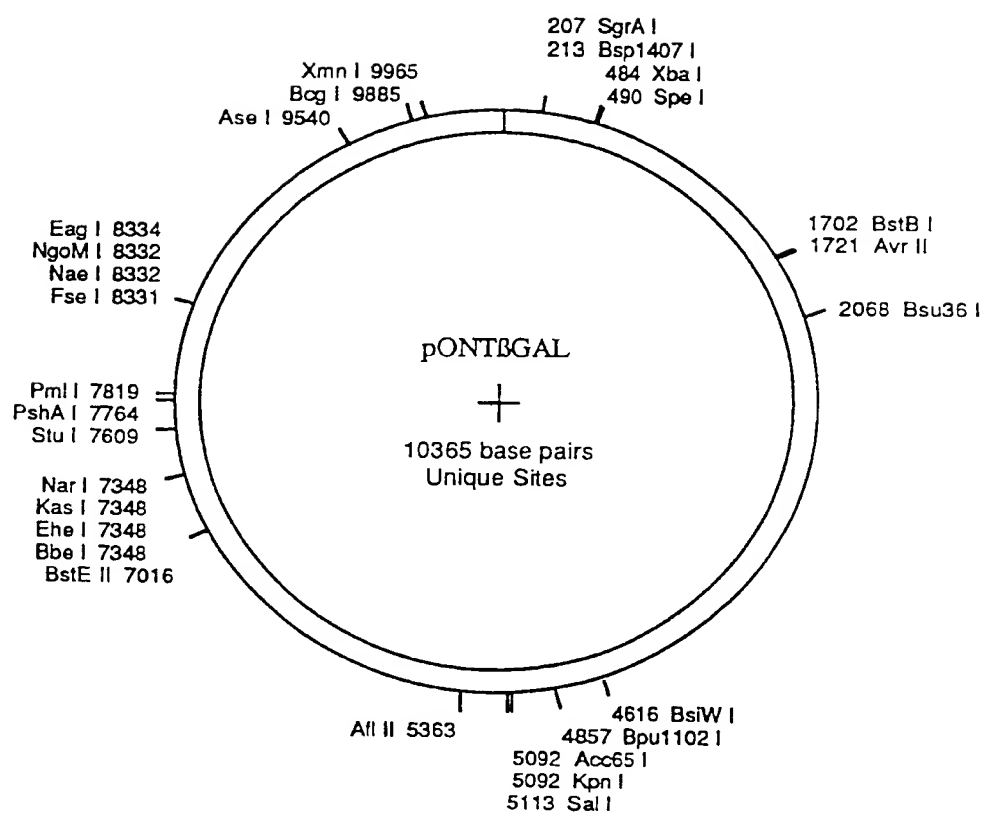 207 SgrA I
213 Bsp1407 I
484 Xba I
490 Spe I
Xmn I 9965
Bcg I 9885
Ase I 9540
1702 BstB I
1721 Avr II
2068 Bsu36 I
Eag I 8334
NgoM I 8332
Nae I 8332
Fse I 8331
pONTßGAL
10365 base pairs
Unique Sites
Pml I 7819
PshA I 7764
Stu I 7609
Nar I 7348
Kas I 7348
Ehe I 7348
Bbe I 7348
BstE II 7016
Afl II 5363
4616 BsiW I
4857 Bpu1102 I
5092 Acc65 I
5092 Kpn I
5113 Sal I